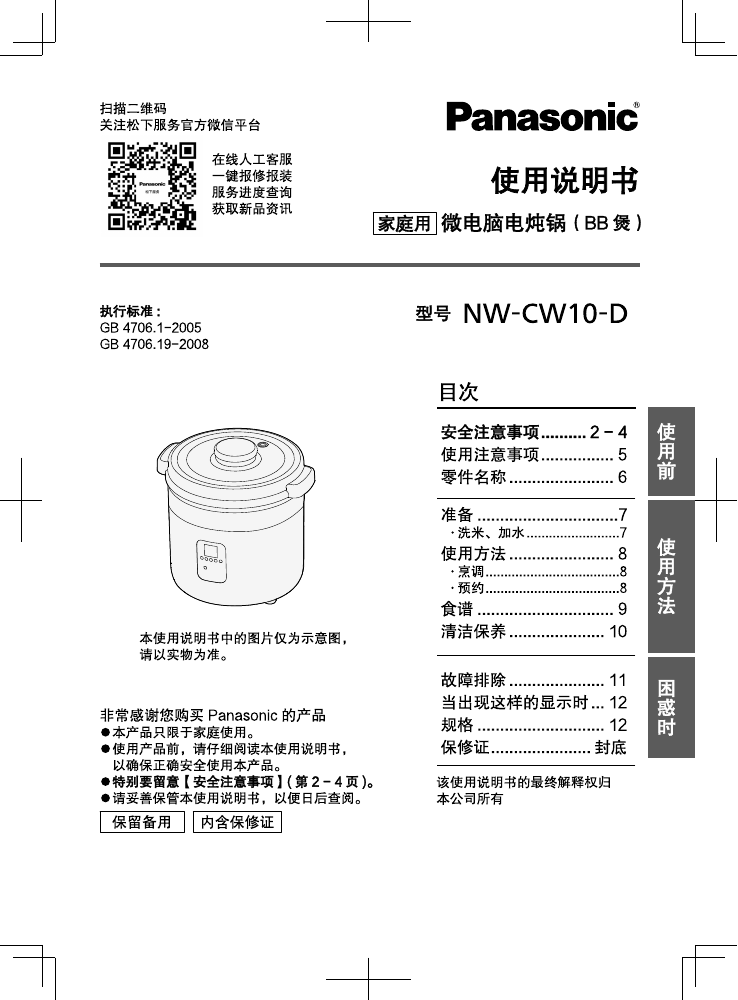 扫描二维码
关注松下服务官方微信平台
Panasonic
松下服务
在线人工客服
一键报修报装
服务进度查询
获取新品资讯
Panasonic®
使用说明书
家庭用 微电脑电炖锅（BB 煲）
执行标准：
GB 4706.1-2005
GB 4706.19-2008
型号 NW-CW10-D
本使用说明书中的图片仅为示意图，
请以实物为准。
非常感谢您购买 Panasonic 的产品
●本产品只限于家庭使用。
●使用产品前，请仔细阅读本使用说明书，
以确保正确安全使用本产品。
●特别要留意【安全注意事项】（第 2 – 4 页）。
●请妥善保管本使用说明书，以便日后查阅。
保留备用 内含保修证
目次
安全注意事项.......... 2 – 4
使用注意事项................ 5
零件名称....................... 6
准备...............................7
·洗米、加水.........................7
使用方法....................... 8
·烹调....................................8
·预约....................................8
食谱.............................. 9
清洁保养..................... 10
故障排除..................... 11
当出现这样的显示时... 12
规格............................ 12
保修证...................... 封底
该使用说明书的最终解释权归
本公司所有
使用前
使用方法
困惑时